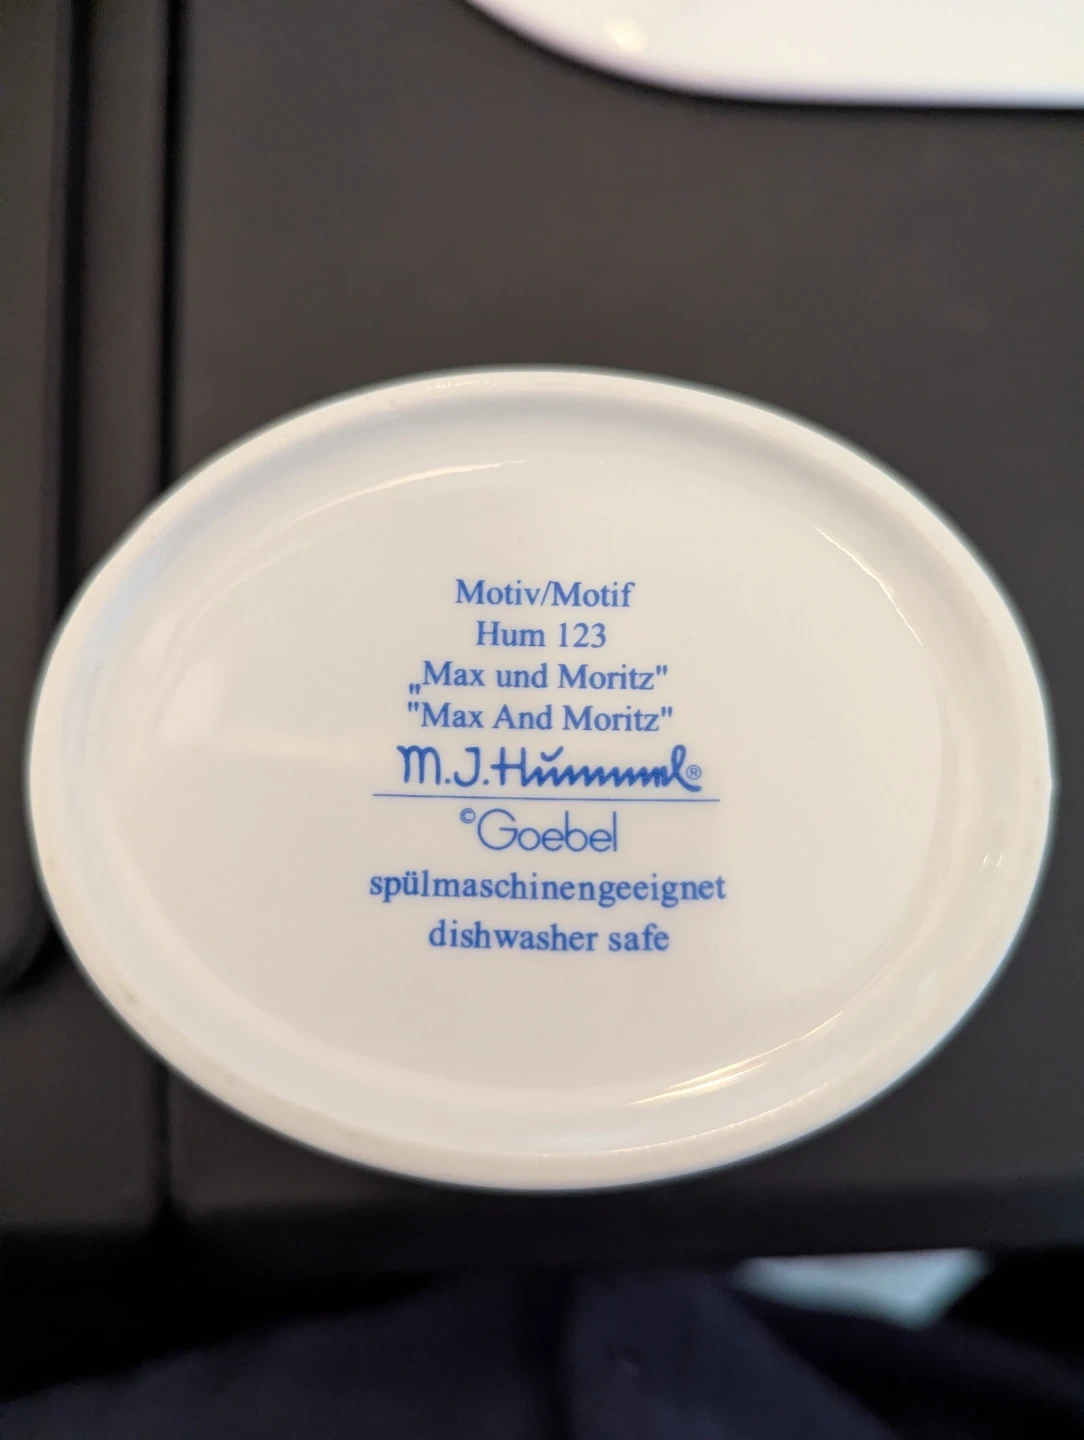 Motiv/Motif
Hum 123
„Max und Moritz"
"Max And Moritz"
M.J.Hummel®
©Goebel
spülmaschinengeeignet
dishwasher safe